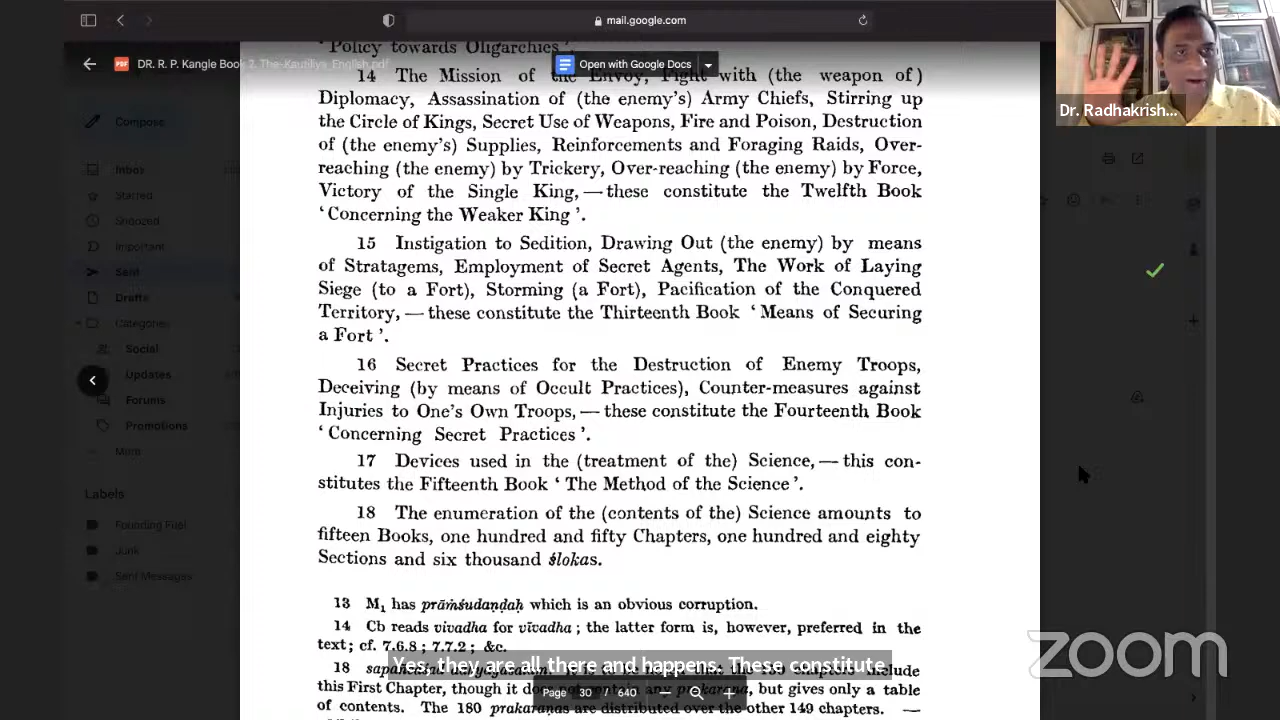 mail.google.com
DR. R. P. Kangle Book 2. The-Kautiliya_English.pdf
Open with Google Docs
Dr. Radhakrish...
Compose
Inbox
Starred
Snoozed
Important
Sent
Drafts
Categories
Social
Updates
Forums
Promotions
More
Labels
Founding Fuel
Junk
Sent Messages
'Policy towards Oligarchies'.
14 The Mission of the Envoy, Fight with (the weapon of)
Diplomacy, Assassination of (the enemy's) Army Chiefs, Stirring up
the Circle of Kings, Secret Use of Weapons, Fire and Poison, Destruction
of (the enemy's) Supplies, Reinforcements and Foraging Raids, Over-
reaching (the enemy) by Trickery, Over-reaching (the enemy) by Force,
Victory of the Single King, — these constitute the Twelfth Book
'Concerning the Weaker King'.
15 Instigation to Sedition, Drawing Out (the enemy) by means
of Stratagems, Employment of Secret Agents, The Work of Laying
Siege (to a Fort), Storming (a Fort), Pacification of the Conquered
Territory, — these constitute the Thirteenth Book 'Means of Securing
a Fort'.
16 Secret Practices for the Destruction of Enemy Troops,
Deceiving (by means of Occult Practices), Counter-measures against
Injuries to One's Own Troops, — these constitute the Fourteenth Book
'Concerning Secret Practices'.
17 Devices used in the (treatment of the) Science, — this con-
stitutes the Fifteenth Book 'The Method of the Science'.
18 The enumeration of the (contents of the) Science amounts to
fifteen Books, one hundred and fifty Chapters, one hundred and eighty
Sections and six thousand ślokas.
13 M₁ has prāṁśudaṇḍaḥ which is an obvious corruption.
14 Cb reads vivadha for vīvadha; the latter form is, however, preferred in the
text; cf. 7.6.8; 7.7.2; &c.
18 include
Yes, they are all there and happens. These constitute
this First Chapter, though it does not contain any prakaraṇa, but gives only a table
Page 30 / 640
of contents. The 180 prakaraṇas are distributed over the other 149 chapters. —
zoom